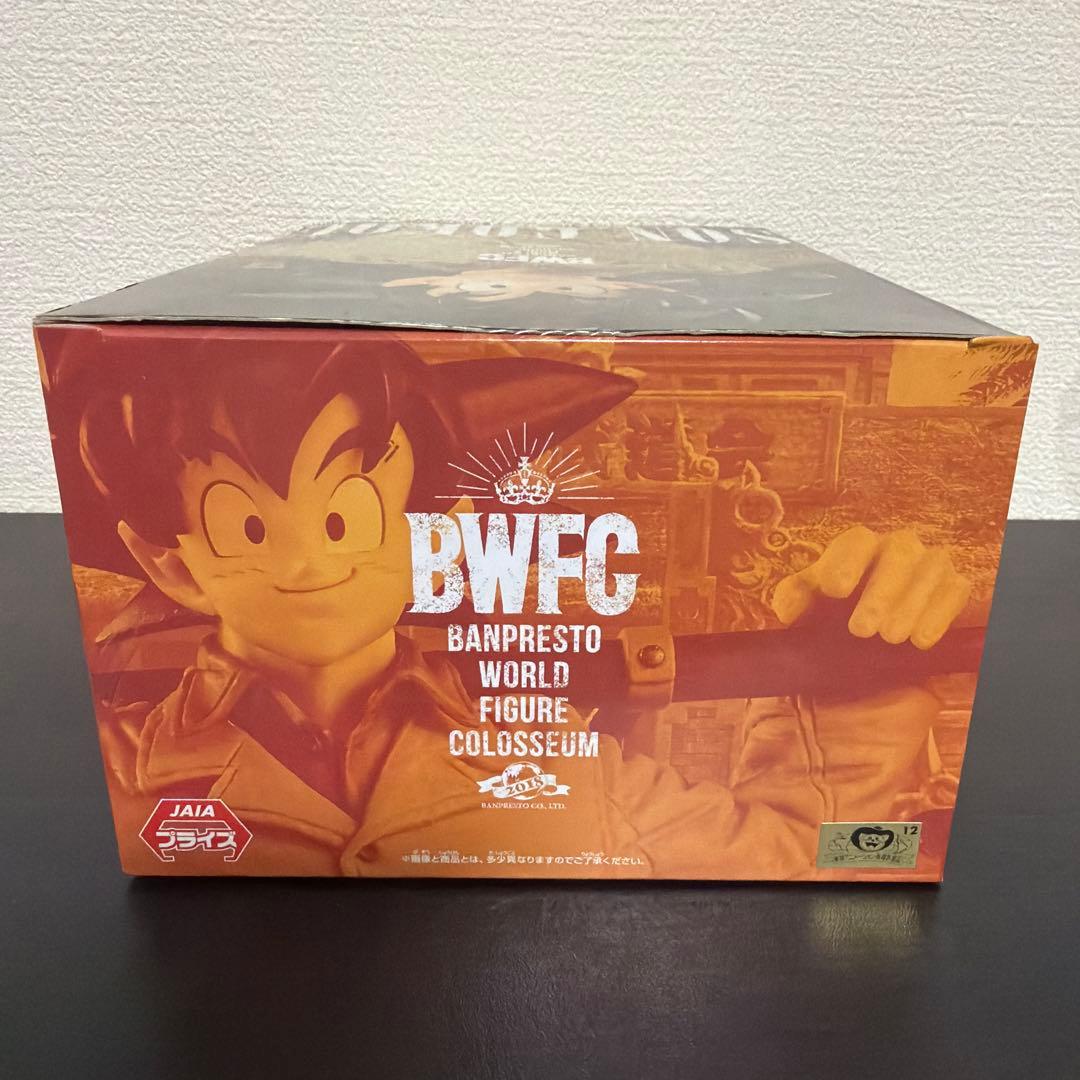 BWFC
BWFC
BANPRESTO
WORLD
FIGURE
COLOSSEUM
2018
BANPRESTO CO., LTD.
JAIA
プライズ
※画像と商品とは、多少異なりますのでご了承ください。
12